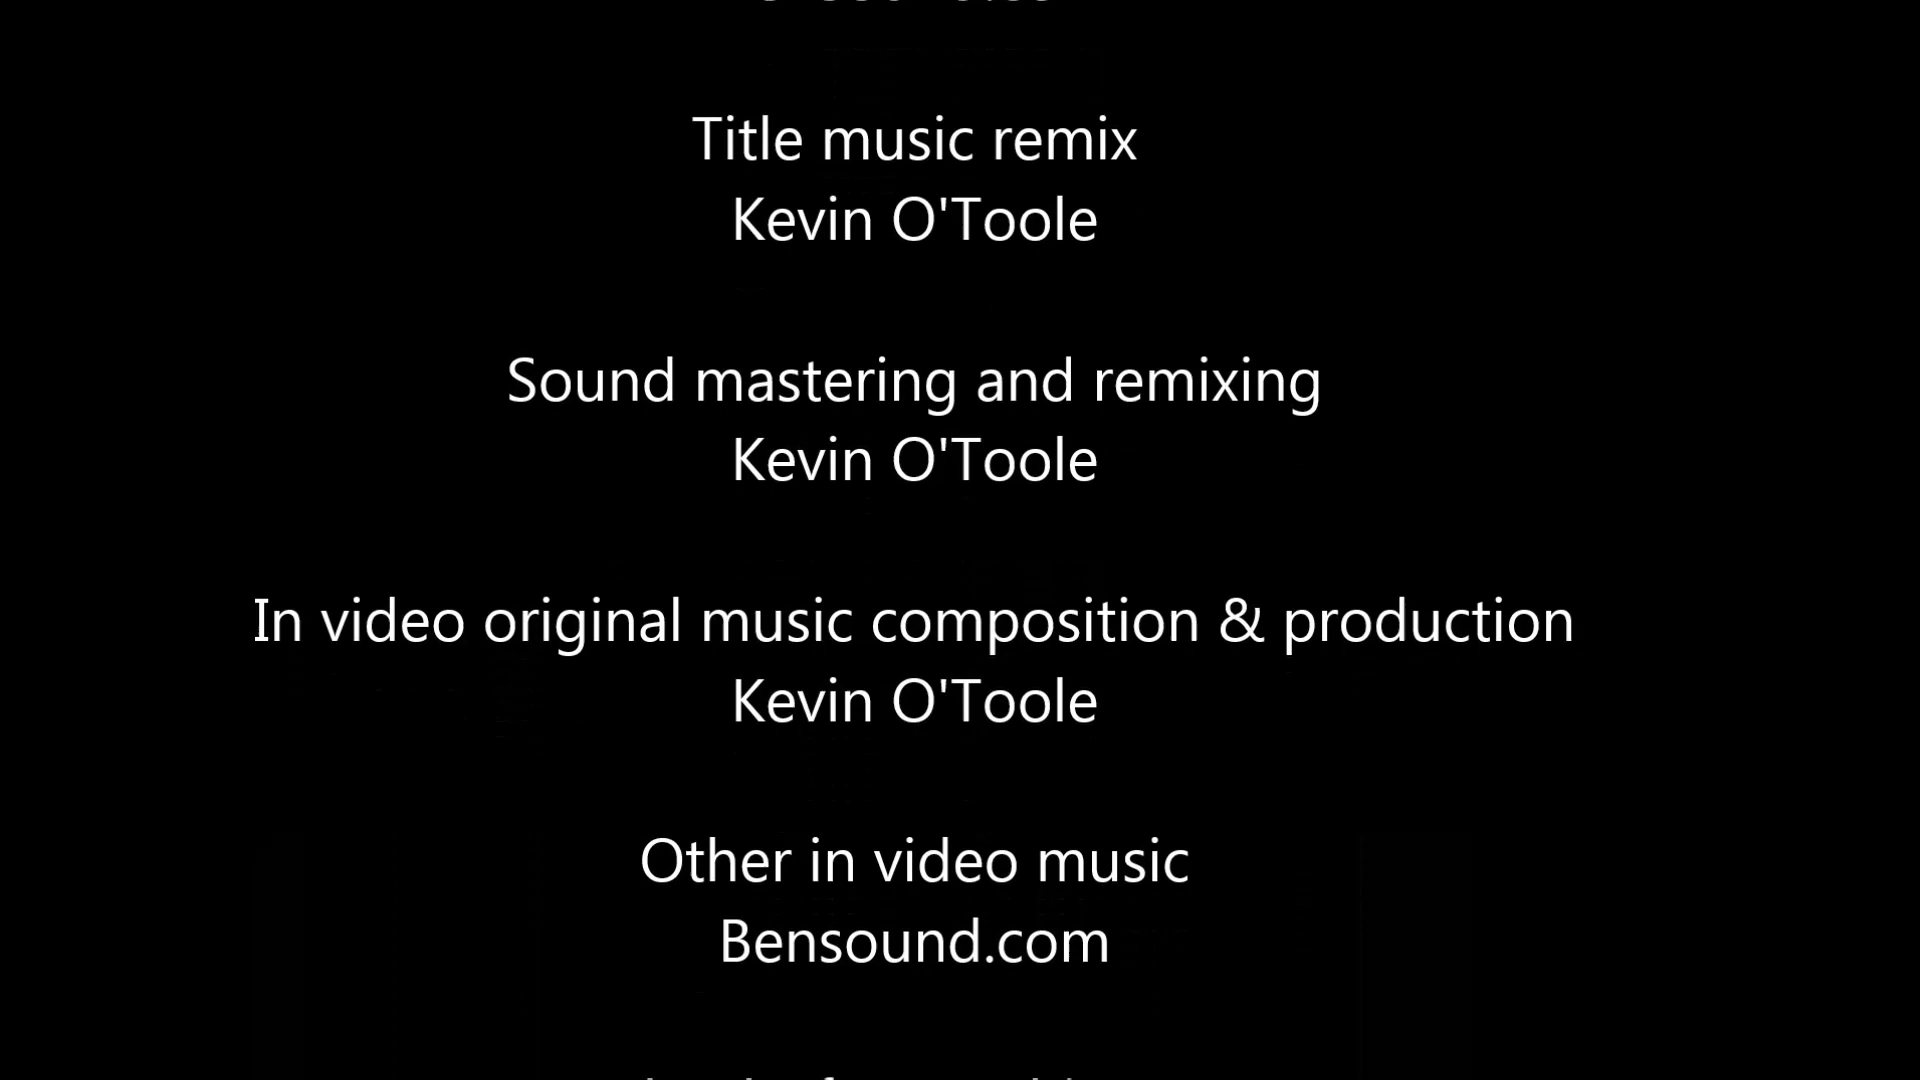 Title music remix
Kevin O'Toole
Sound mastering and remixing
Kevin O'Toole
In video original music composition & production
Kevin O'Toole
Other in video music
Bensound.com